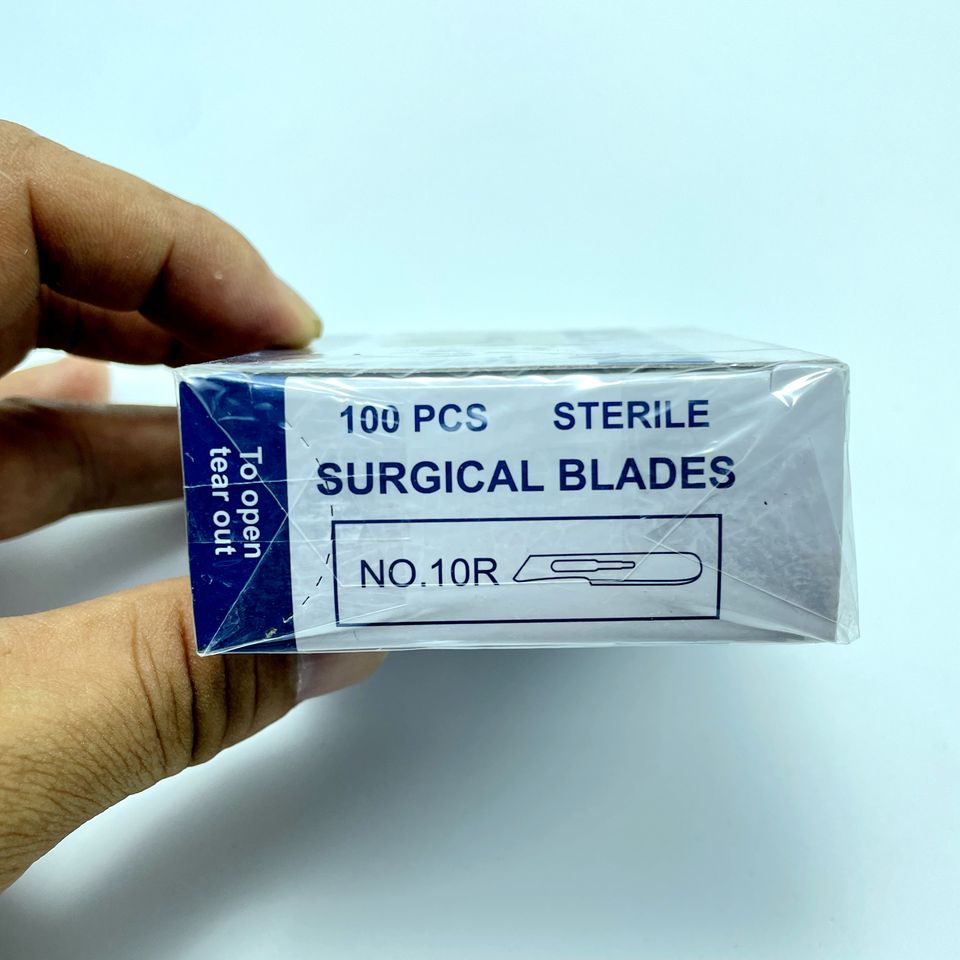 100 PCS STERILE
SURGICAL BLADES
NO.10R
To open
tear out